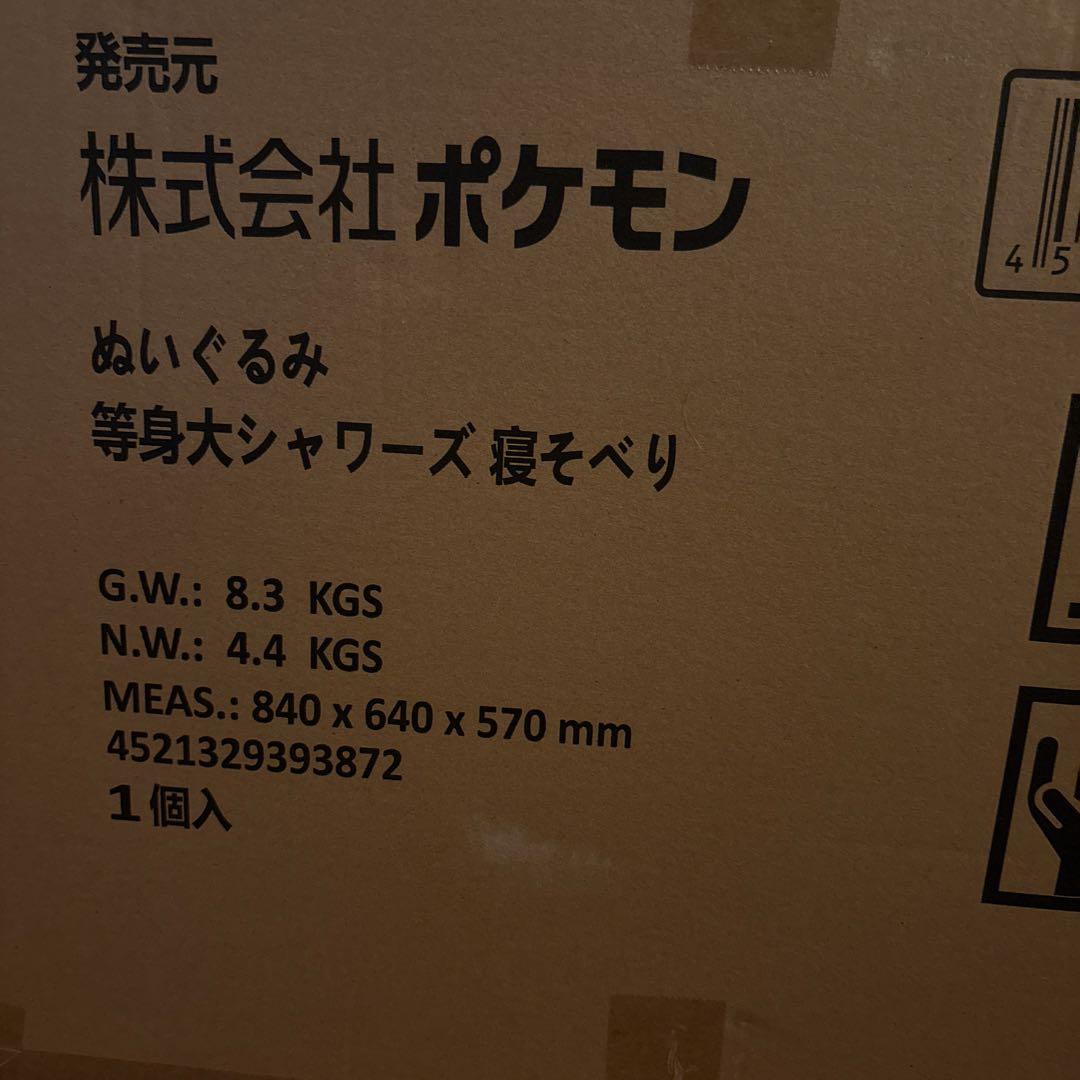 発売元
株式会社ポケモン
45
ぬいぐるみ
等身大シャワーズ 寝そべり
G.W.: 8.3 KGS
N.W.: 4.4 KGS
MEAS.: 840 x 640 x 570 mm
4521329393872
1個入